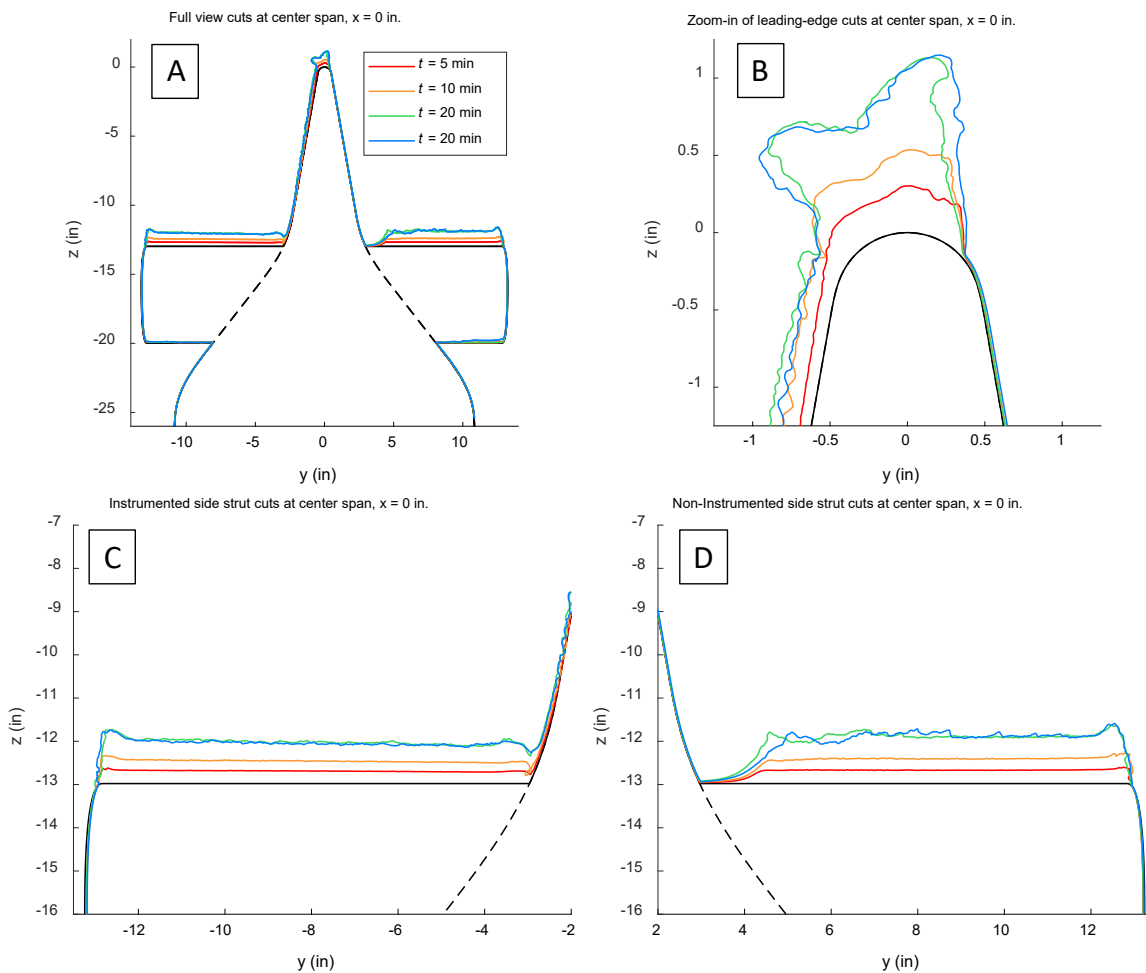 Full view cuts at center span, x = 0 in.
A
t = 5 min
t = 10 min
t = 20 min
t = 20 min
0
-5
-10
-15
-20
-25
z (in)
-10
-5
0
5
10
y (in)
Zoom-in of leading-edge cuts at center span, x = 0 in.
B
1
0.5
0
-0.5
-1
z (in)
-1
-0.5
0
0.5
1
y (in)
Instrumented side strut cuts at center span, x = 0 in.
C
-7
-8
-9
-10
-11
-12
-13
-14
-15
-16
z (in)
-12
-10
-8
-6
-4
-2
y (in)
Non-Instrumented side strut cuts at center span, x = 0 in.
D
-7
-8
-9
-10
-11
-12
-13
-14
-15
-16
z (in)
2
4
6
8
10
12
y (in)